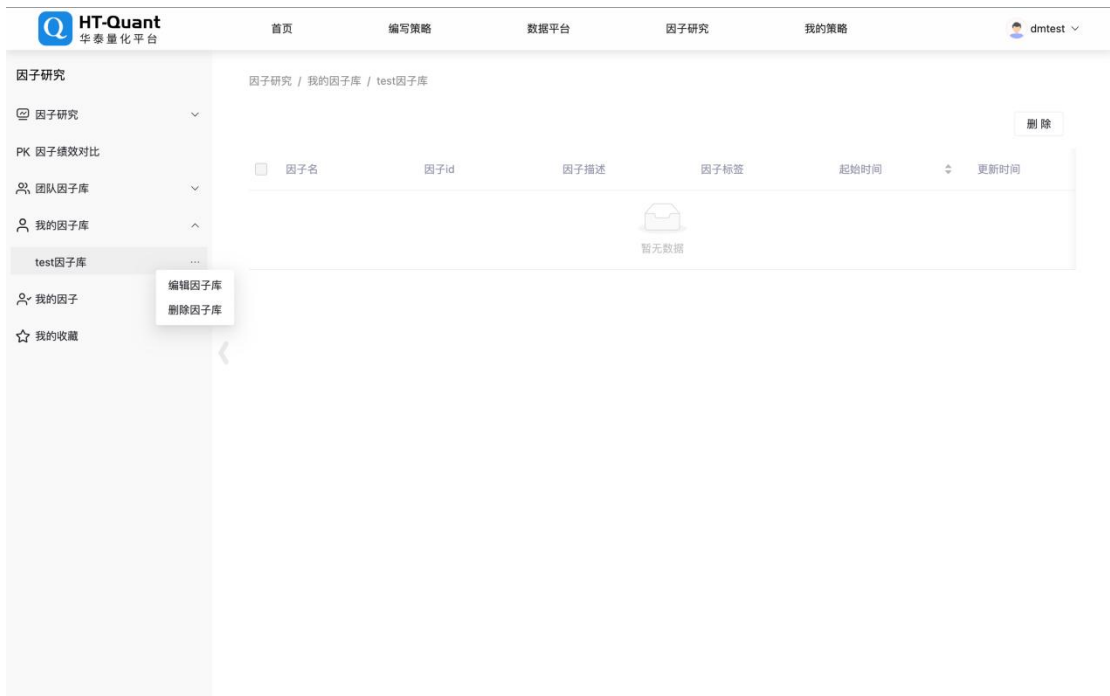 HT-Quant
华泰量化平台
首页 编写策略 数据平台 因子研究 我的策略 dmtest
因子研究
因子研究 / 我的因子库 / test因子库
因子研究
删 除
PK 因子绩效对比
因子名 因子id 因子描述 因子标签 起始时间 更新时间
团队因子库
我的因子库
暂无数据
test因子库 ...
编辑因子库
我的因子
删除因子库
我的收藏